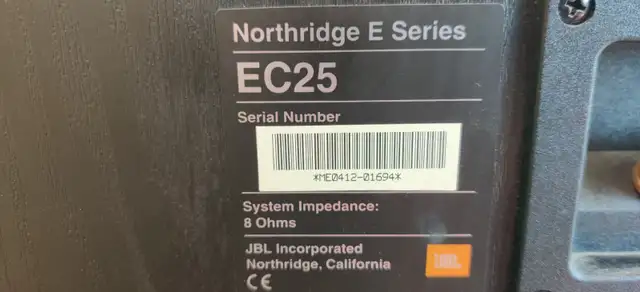 Northridge E Series
EC25
Serial Number
*ME0412-01694*
System Impedance:
8 Ohms
JBL Incorporated
Northridge, California
CE
JBL